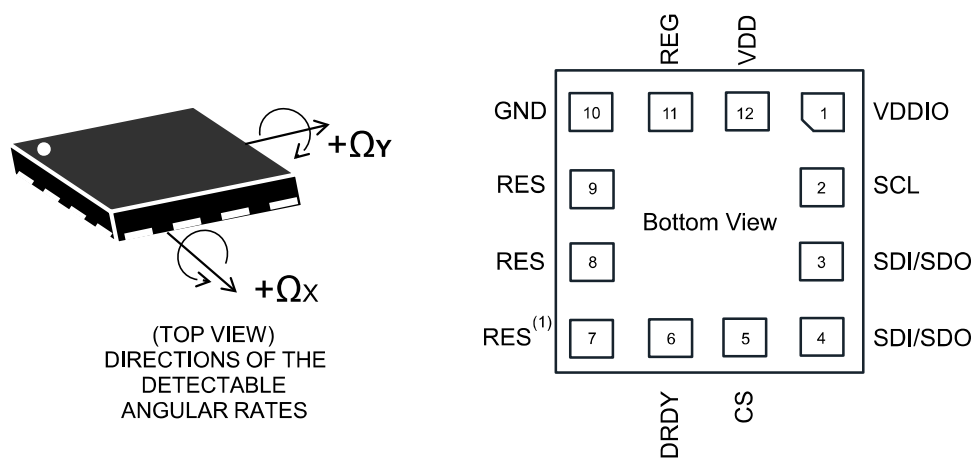 REG
VDD
GND
10
11
12
1
VDDIO
+ΩY
RES
9
2
SCL
Bottom View
RES
8
3
SDI/SDO
+ΩX
RES(1)
7
6
5
4
SDI/SDO
(TOP VIEW)
DIRECTIONS OF THE
DETECTABLE
ANGULAR RATES
DRDY
CS